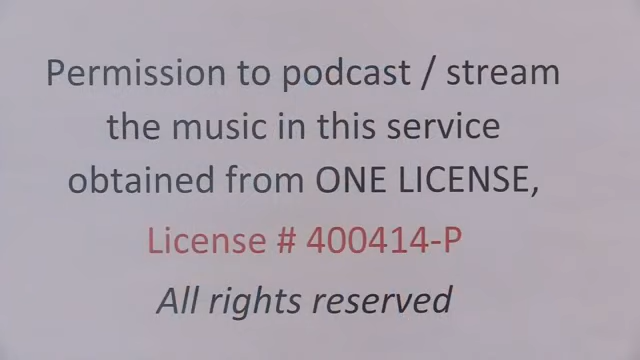 Permission to podcast / stream
the music in this service
obtained from ONE LICENSE,
License # 400414-P
All rights reserved